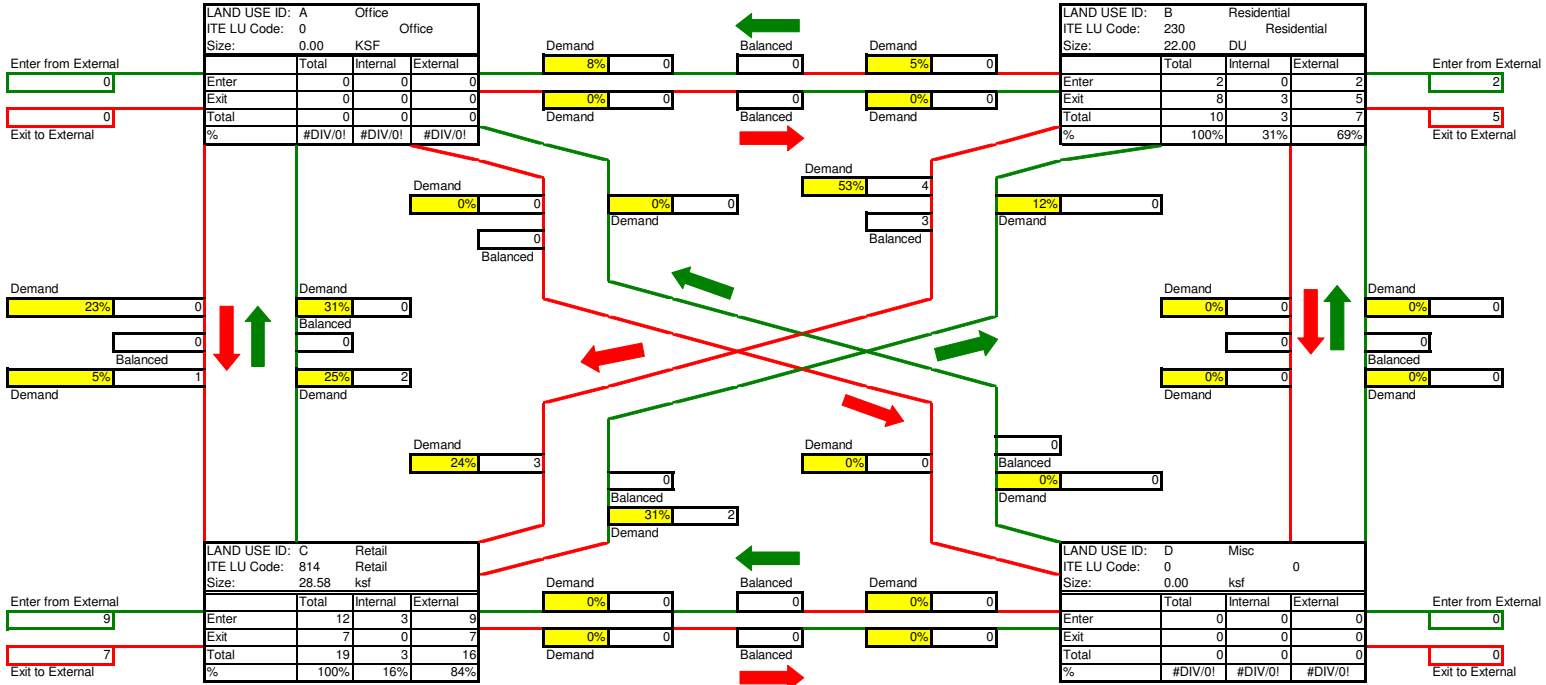 LAND USE ID: A Office
ITE LU Code: 0 Office
Size: 0.00 KSF
Total Internal External
Enter 0 0 0
Exit 0 0 0
Total 0 0 0
% #DIV/0! #DIV/0! #DIV/0!
Enter from External
0
0
Exit to External
Demand Balanced Demand
8% 0 0 5% 0
0% 0 0 0% 0
Demand Balanced Demand
LAND USE ID: B Residential
ITE LU Code: 230 Residential
Size: 22.00 DU
Total Internal External
Enter 2 0 2
Exit 8 3 5
Total 10 3 7
% 100% 31% 69%
Enter from External
2
5
Exit to External
Demand
0% 0
0
Balanced
0% 0
Demand
Demand
53% 4
3
Balanced
12% 0
Demand
Demand
23% 0
0
Balanced
5% 1
Demand
31% 0
Balanced
0
25% 2
Demand
Demand
0% 0
0
0% 0
Demand
Demand
0% 0
0
Balanced
0% 0
Demand
Demand
24% 3
0
Balanced
31% 2
Demand
Demand
0% 0
0
Balanced
0% 0
Demand
LAND USE ID: C Retail
ITE LU Code: 814 Retail
Size: 28.58 ksf
Total Internal External
Enter 12 3 9
Exit 7 0 7
Total 19 3 16
% 100% 16% 84%
Enter from External
9
7
Exit to External
Demand Balanced Demand
0% 0 0 0% 0
0% 0 0 0% 0
Demand Balanced Demand
LAND USE ID: D Misc
ITE LU Code: 0 0
Size: 0.00 ksf
Total Internal External
Enter 0 0 0
Exit 0 0 0
Total 0 0 0
% #DIV/0! #DIV/0! #DIV/0!
Enter from External
0
0
Exit to External